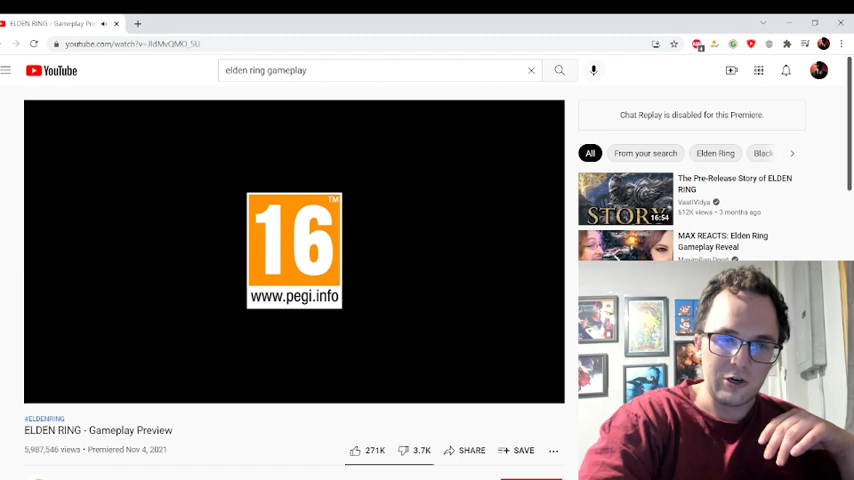 ELDEN RING - Gameplay Pre
youtube.com/watch?v=JldMvQMO_5U
YouTube
elden ring gameplay
Chat Replay is disabled for this Premiere.
All
From your search
Elden Ring
Black
16
TM
www.pegi.info
The Pre-Release Story of ELDEN
RING
VaatiVidya
612K views • 3 months ago
STORY
16:54
MAX REACTS: Elden Ring
Gameplay Reveal
#ELDENRING
ELDEN RING - Gameplay Preview
5,987,546 views • Premiered Nov 4, 2021
271K
3.7K
SHARE
SAVE